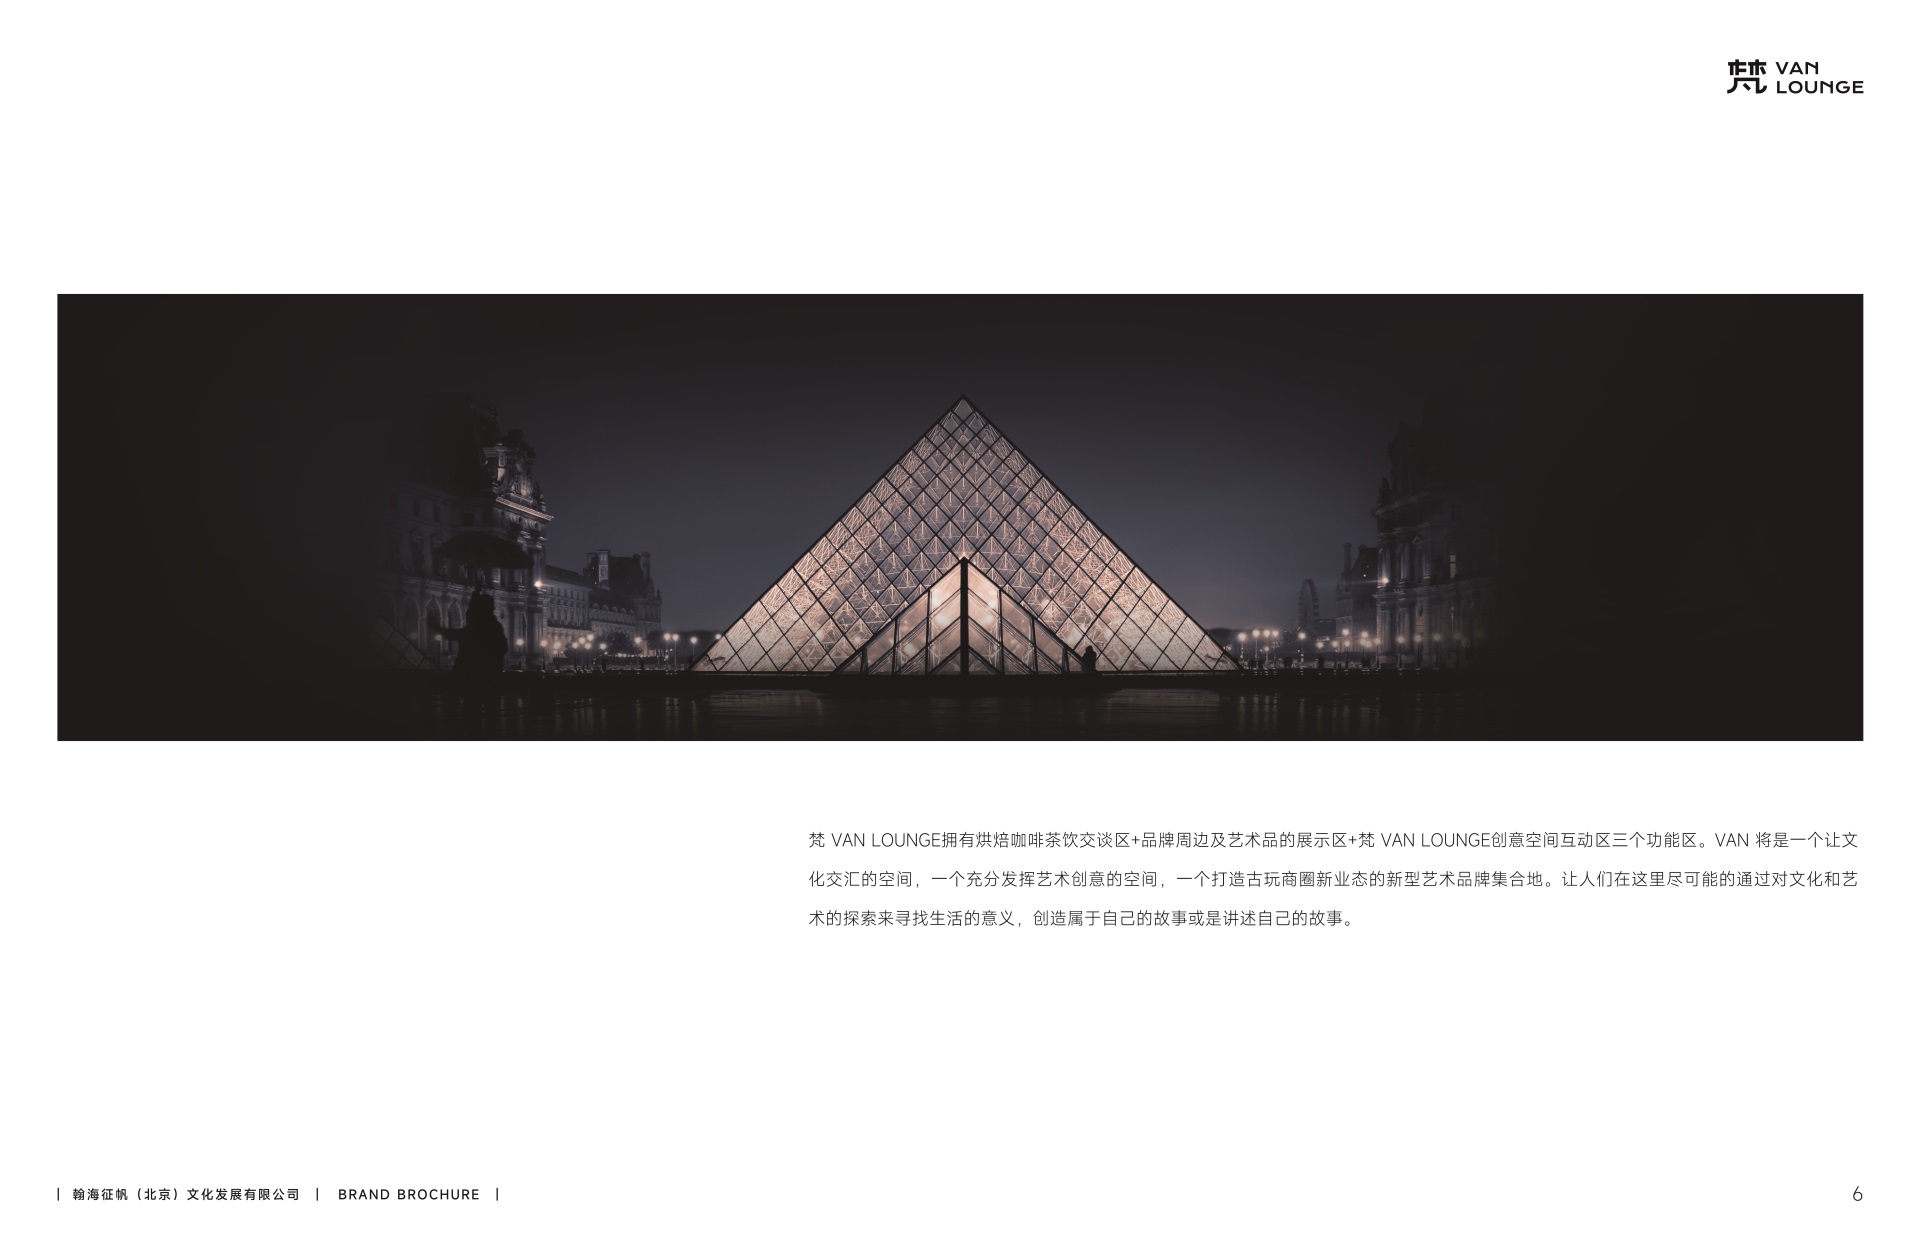 梵 VAN
LOUNGE
梵 VAN LOUNGE拥有烘焙咖啡茶饮交谈区+品牌周边及艺术品的展示区+梵 VAN LOUNGE创意空间互动区三个功能区。VAN 将是一个让文
化交汇的空间，一个充分发挥艺术创意的空间，一个打造古玩商圈新业态的新型艺术品牌集合地。让人们在这里尽可能的通过对文化和艺
术的探索来寻找生活的意义，创造属于自己的故事或是讲述自己的故事。
| 翰海征帆（北京）文化发展有限公司 | BRAND BROCHURE |
6